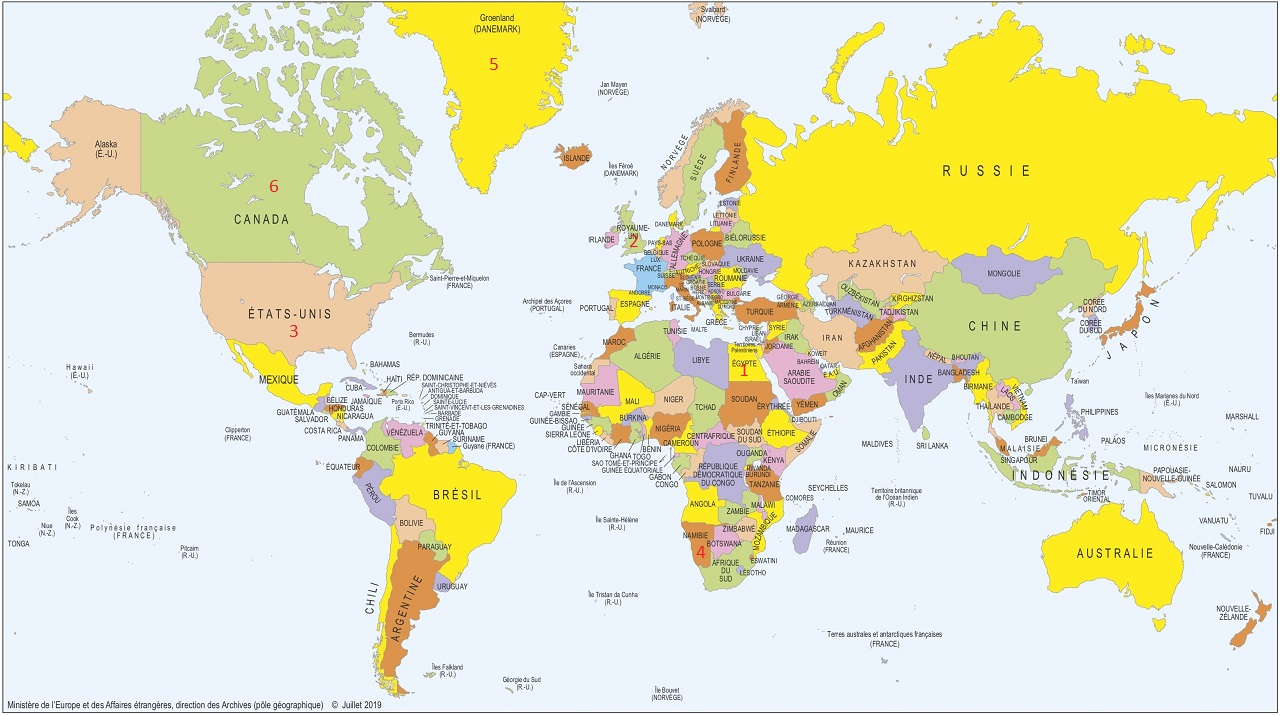 Groenland
(DANEMARK)
5
Svalbard
(NORVÈGE)
Jan Mayen
(NORVÈGE)
Alaska
(É.-U.)
6
CANADA
ISLANDE
Îles Féroé
(DANEMARK)
NORVÈGE
SUÈDE
FINLANDE
RUSSIE
ESTONIE
LETTONIE
LITUANIE
DANEMARK
ROYAUME-
UNI
2
IRLANDE
PAYS-BAS
BELGIQUE
LUX
ALLEMAGNE
POLOGNE
BIÉLORUSSIE
UKRAINE
TCHÉQUIE
SLOVAQUIE
AUTRICHE
HONGRIE
MOLDAVIE
FRANCE
SUISSE
ROUMANIE
SERBIE
BULGARIE
MONACO
ANDORRE
ITALIE
ESPAGNE
PORTUGAL
GRÈCE
MALTE
TURQUIE
CHYPRE
GÉORGIE
ARMÉNIE
AZERBAÏDJAN
KAZAKHSTAN
OUZBÉKISTAN
TURKMÉNISTAN
KIRGHIZSTAN
TADJIKISTAN
MONGOLIE
CHINE
CORÉE
DU NORD
CORÉE
DU SUD
JAPON
Saint-Pierre-et-Miquelon
(FRANCE)
ÉTATS-UNIS
3
Archipel des Açores
(PORTUGAL)
Bermudes
(R.-U.)
Canaries
(ESPAGNE)
Sahara
occidental
Hawaii
(É.-U.)
MEXIQUE
BAHAMAS
CUBA
HAÏTI
RÉP. DOMINICAINE
JAMAÏQUE
Porto Rico
(É.-U.)
SAINT-CHRISTOPHE-ET-NIÉVÈS
ANTIGUA-ET-BARBUDA
DOMINIQUE
SAINTE-LUCIE
SAINT-VINCENT-ET-LES-GRENADINES
BARBADE
GRENADE
TRINITÉ-ET-TOBAGO
BELIZE
HONDURAS
GUATÉMALA
SALVADOR
NICARAGUA
COSTA RICA
PANAMA
Clipperton
(FRANCE)
VÉNÉZUELA
GUYANA
SURINAME
Guyane (FRANCE)
COLOMBIE
ÉQUATEUR
PÉROU
BRÉSIL
BOLIVIE
PARAGUAY
CHILI
ARGENTINE
URUGUAY
MAROC
ALGÉRIE
TUNISIE
LIBYE
ÉGYPTE
1
SYRIE
LIBAN
ISRAËL
Territoires
Palestiniens
JORDANIE
IRAK
IRAN
KOWEIT
BAHREIN
QATAR
É.A.U.
ARABIE
SAOUDITE
OMAN
YÉMEN
AFGHANISTAN
PAKISTAN
INDE
NÉPAL
BHOUTAN
BANGLADESH
BIRMANIE
LAOS
VIETNAM
THAÏLANDE
CAMBODGE
Taiwan
PHILIPPINES
Îles Mariannes du Nord
(É.-U.)
MARSHALL
CAP-VERT
MAURITANIE
MALI
NIGER
TCHAD
SOUDAN
ÉRYTHRÉE
DJIBOUTI
SÉNÉGAL
GAMBIE
GUINÉE-BISSAO
GUINÉE
SIERRA LEONE
LIBÉRIA
CÔTE D'IVOIRE
BURKINA
GHANA
TOGO
BÉNIN
NIGÉRIA
CAMEROUN
SAO TOMÉ-ET-PRINCIPE
GUINÉE ÉQUATORIALE
GABON
CONGO
CENTRAFRIQUE
SOUDAN
DU SUD
ÉTHIOPIE
SOMALIE
OUGANDA
KENYA
RWANDA
BURUNDI
RÉPUBLIQUE
DÉMOCRATIQUE
DU CONGO
TANZANIE
ANGOLA
ZAMBIE
MALAWI
MOZAMBIQUE
ZIMBABWÉ
NAMIBIE
4
BOTSWANA
AFRIQUE
DU
SUD
ESWATINI
LÉSOTHO
COMORES
SEYCHELLES
MADAGASCAR
MAURICE
Réunion
(FRANCE)
MALDIVES
SRI LANKA
Territoire britannique
de l'Océan Indien
(R.-U.)
BRUNEI
MALAISIE
SINGAPOUR
INDONÉSIE
PALÁOS
MICRONÉSIE
TIMOR
ORIENTAL
PAPOUASIE-
NOUVELLE-GUINÉE
NAURU
SALOMON
TUVALU
VANUATU
FIDJI
Nouvelle-Calédonie
(FRANCE)
AUSTRALIE
NOUVELLE-
ZÉLANDE
KIRIBATI
Tokelau
(N.-Z.)
SAMOA
Îles
Cook
(N.-Z.)
Niue
(N.-Z.)
TONGA
Polynésie française
(FRANCE)
Pitcairn
(R.-U.)
Île de l'Ascension
(R.-U.)
Île Sainte-Hélène
(R.-U.)
Île Tristan da Cunha
(R.-U.)
Îles Falkland
(R.-U.)
Géorgie du Sud
(R.-U.)
Île Bouvet
(NORVÈGE)
Terres australes et antarctiques françaises
(FRANCE)
Ministère de l'Europe et des Affaires étrangères, direction des Archives (pôle géographique) © Juillet 2019